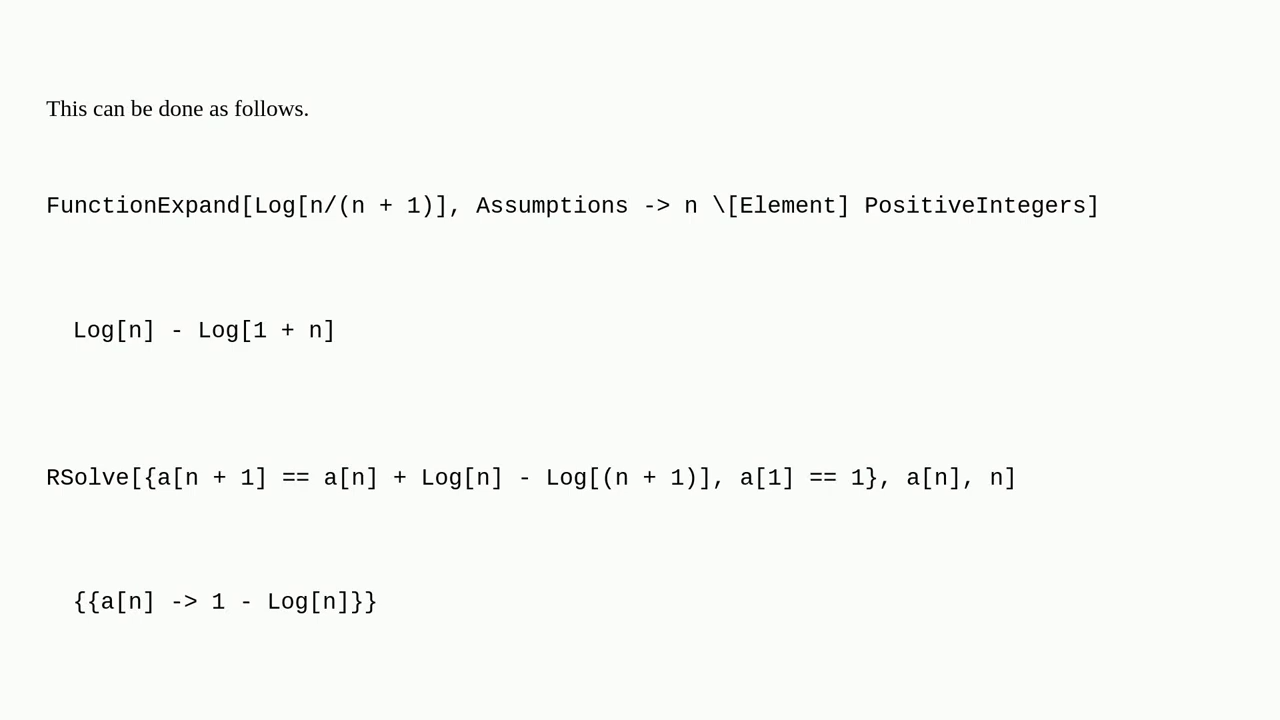 This can be done as follows.
FunctionExpand[Log[n/(n + 1)], Assumptions -> n \[Element] PositiveIntegers]
Log[n] - Log[1 + n]
RSolve[{a[n + 1] == a[n] + Log[n] - Log[(n + 1)], a[1] == 1}, a[n], n]
{{a[n] -> 1 - Log[n]}}